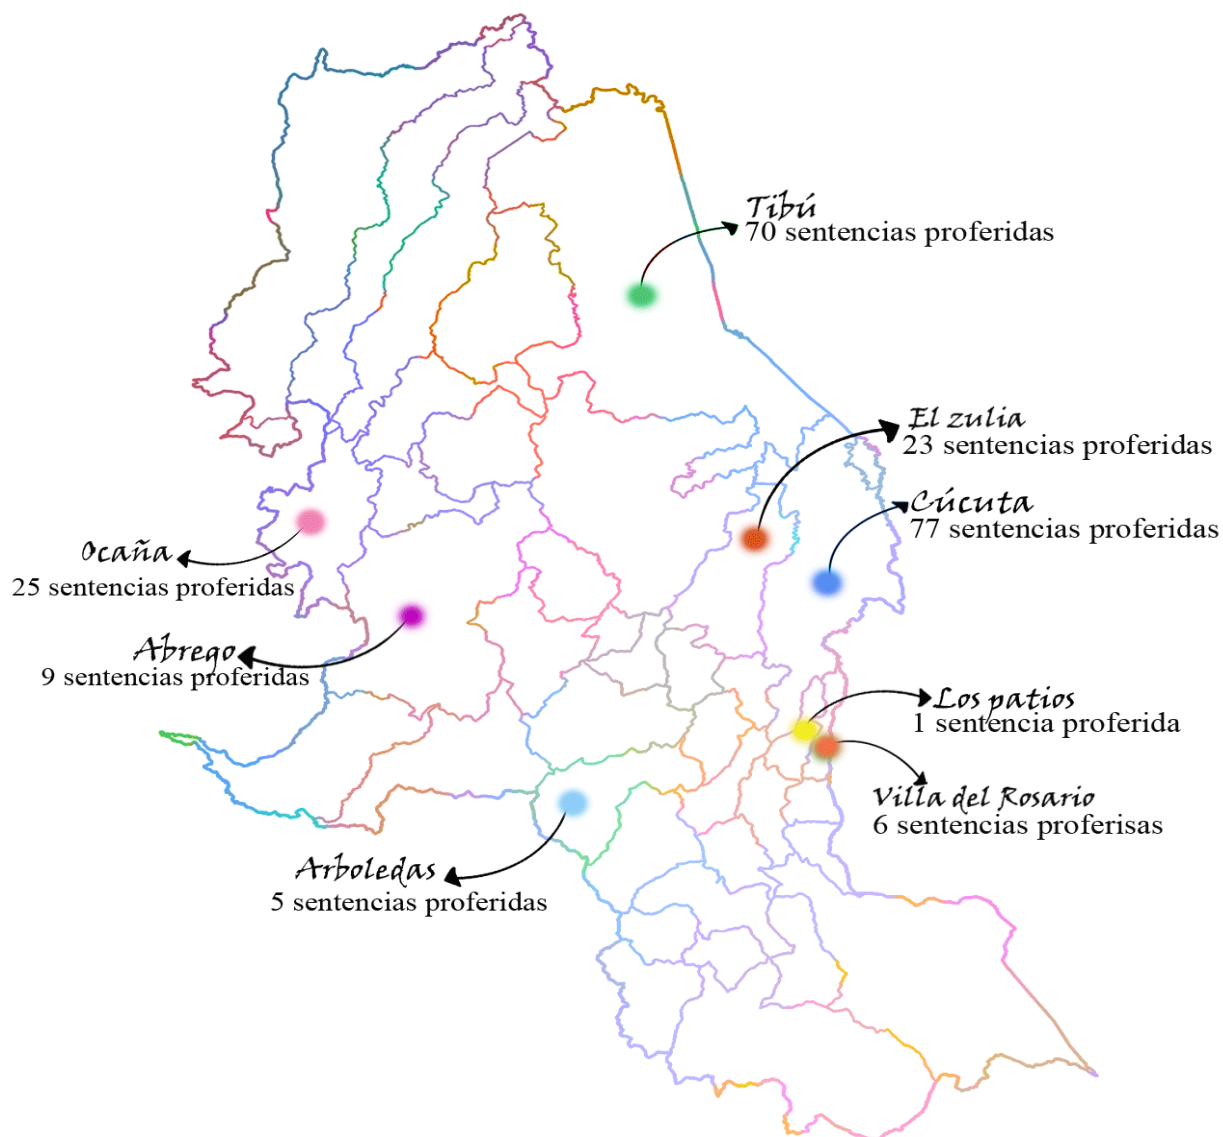 Tibú
70 sentencias proferidas
El zulia
23 sentencias proferidas
Cúcuta
77 sentencias proferidas
Ocaña
25 sentencias proferidas
Abrego
9 sentencias proferidas
Los patios
1 sentencia proferida
Villa del Rosario
6 sentencias proferisas
Arboledas
5 sentencias proferidas